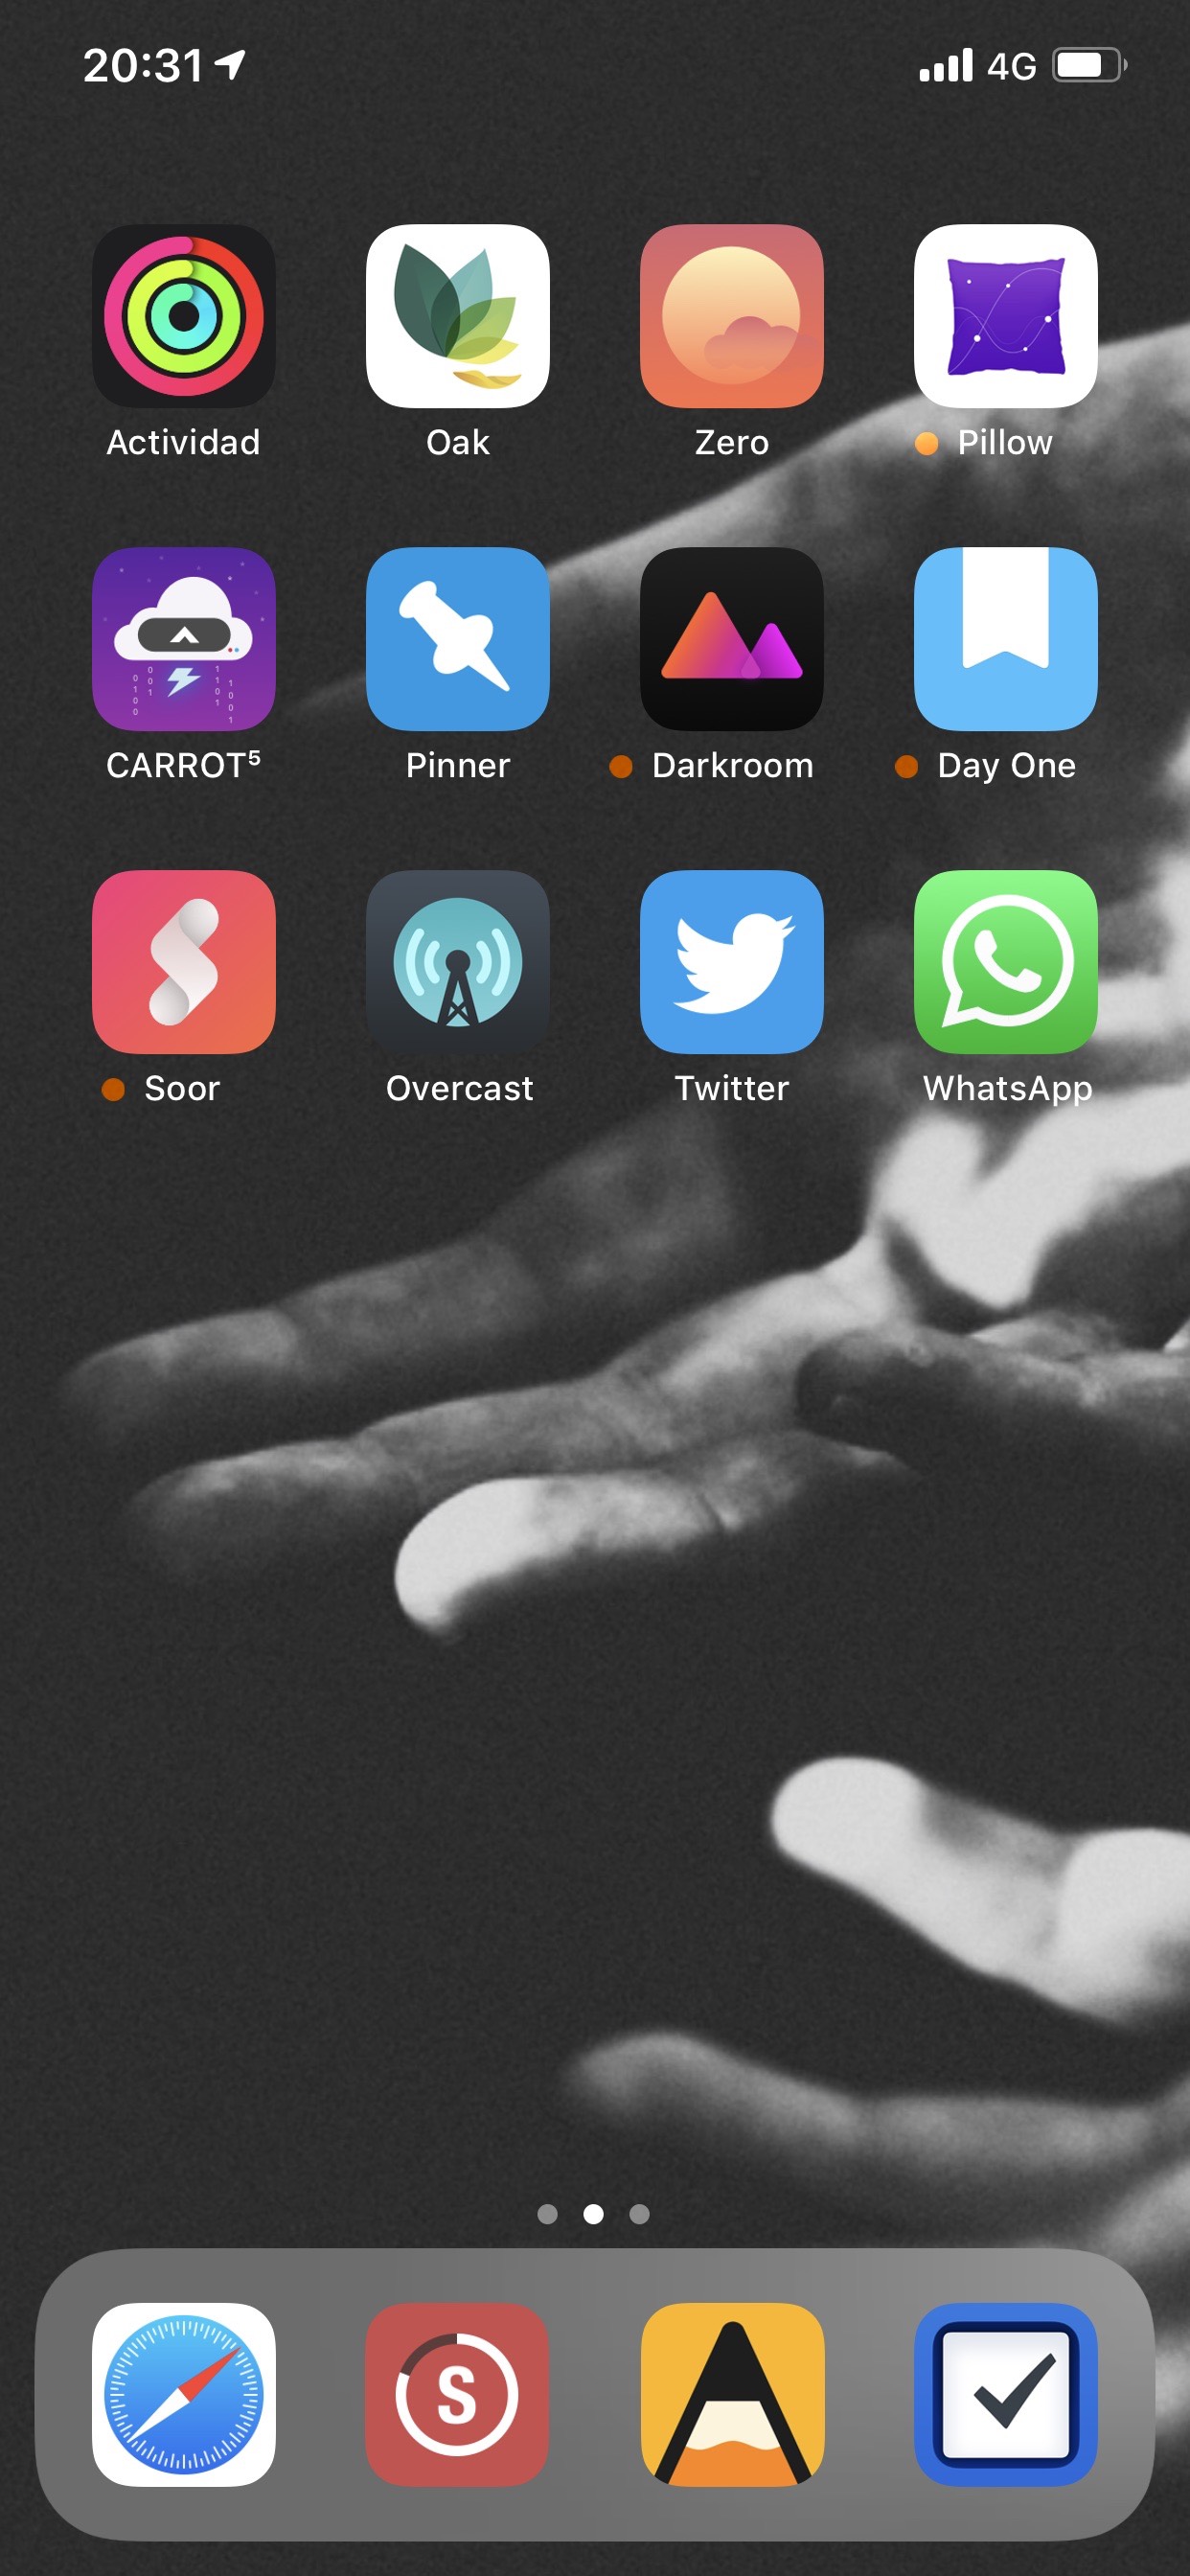 20:31 4G
Actividad Oak Zero Pillow
CARROT⁵ Pinner Darkroom Day One
Soor Overcast Twitter WhatsApp
S